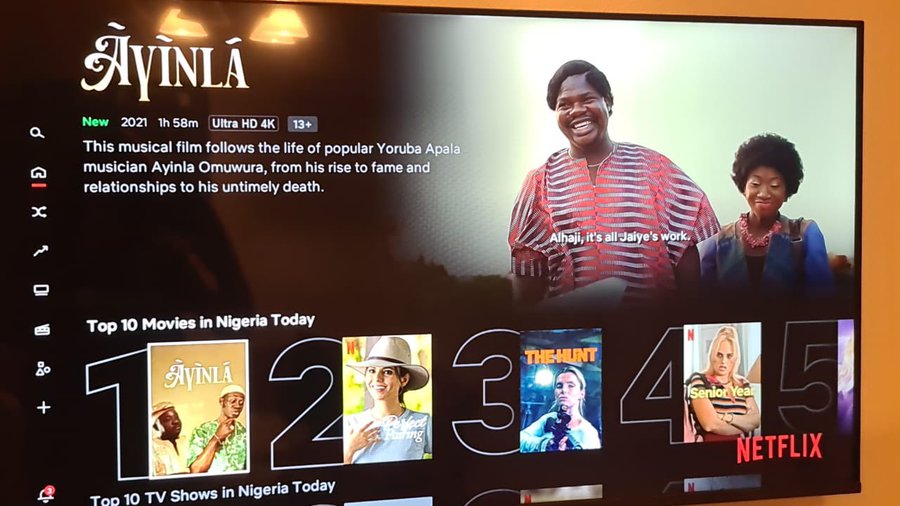 ÀYÌNLÁ
New 2021 1h 58m Ultra HD 4K 13+
This musical film follows the life of popular Yoruba Apala
musician Ayinla Omuwura, from his rise to fame and
relationships to his untimely death.
Alhaji, it's all Jaiye's work.
Top 10 Movies in Nigeria Today
1 2 3 4 5
ÀYÌNLÁ
N
Perfect
Pairing
THE HUNT
N
Senior Year
NETFLIX
Top 10 TV Shows in Nigeria Today